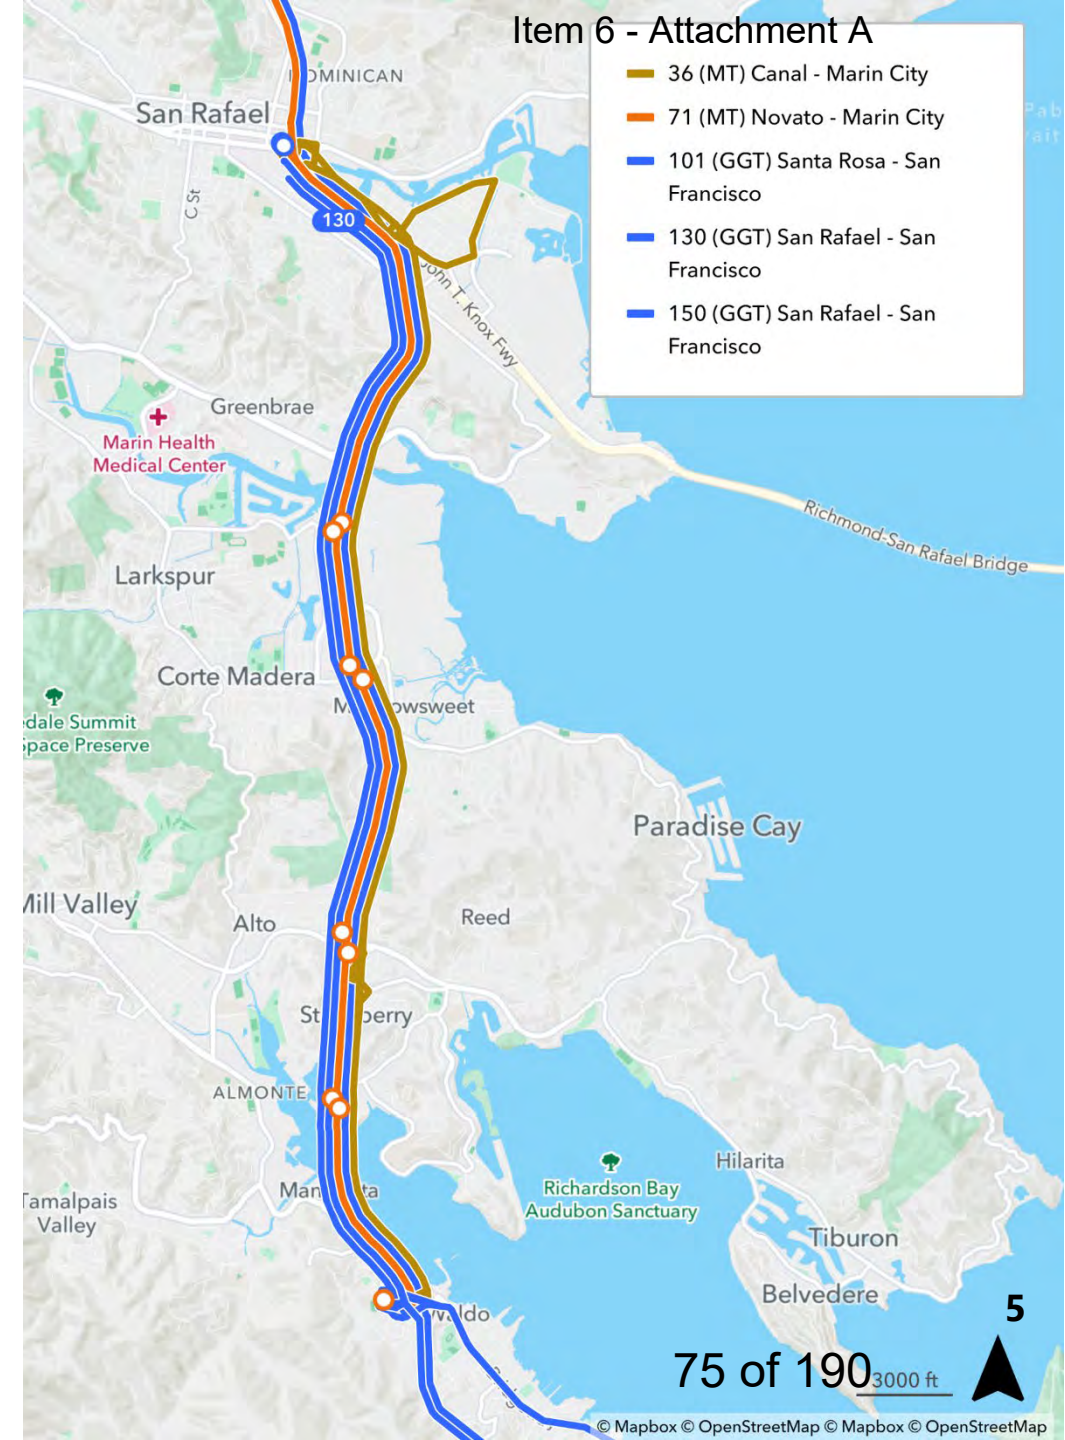 Item 6 - Attachment A
36 (MT) Canal - Marin City
71 (MT) Novato - Marin City
101 (GGT) Santa Rosa - San
Francisco
130 (GGT) San Rafael - San
Francisco
150 (GGT) San Rafael - San
Francisco
San Rafael
130
C St
John T. Knox Fwy
Greenbrae
Marin Health
Medical Center
Richmond-San Rafael Bridge
Larkspur
Corte Madera
edale Summit
Space Preserve
Paradise Cay
Mill Valley
Alto
Reed
ALMONTE
Hilarita
Richardson Bay
Audubon Sanctuary
Tamalpais
Valley
Tiburon
Belvedere
5
75 of 190
3000 ft
© Mapbox © OpenStreetMap © Mapbox © OpenStreetMap